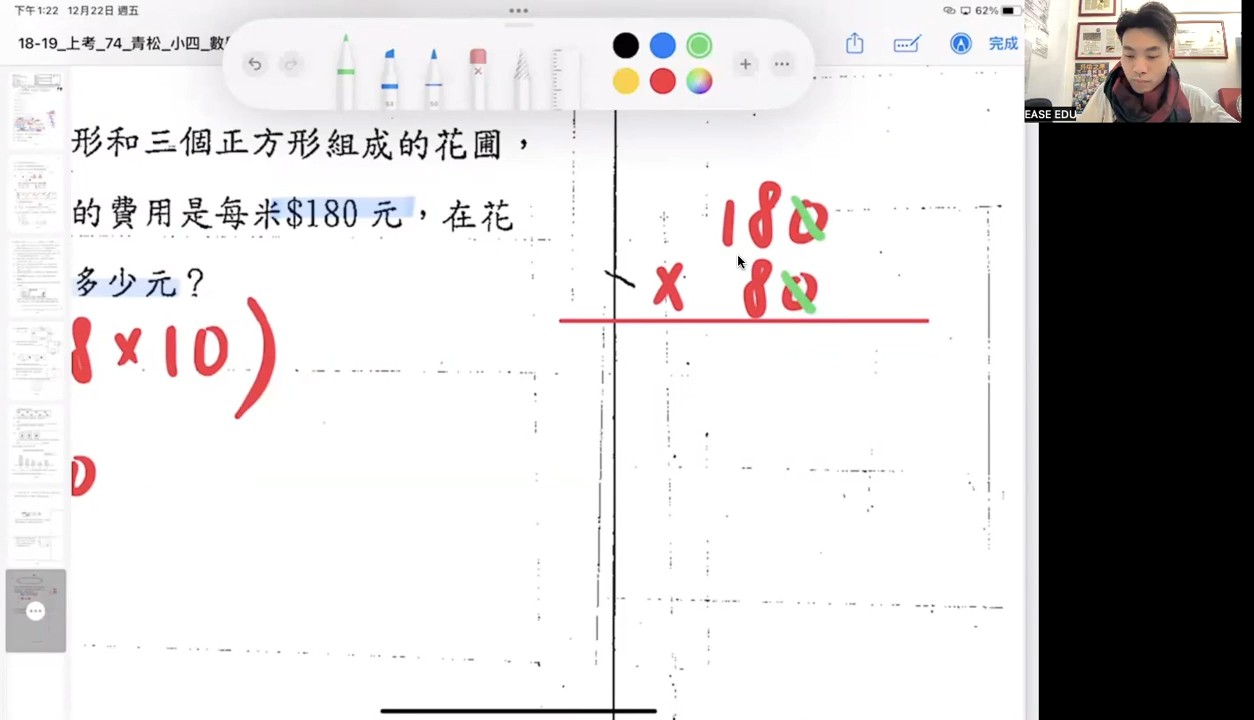 下午1:22 12月22日 週五
62%
18-19_上考_74_青松_小四_數
完成
EASE EDU
形和三個正方形組成的花圃，
的費用是每米$180 元，在花
多少元？
8 × 10 )
0
180
× 80
50
50